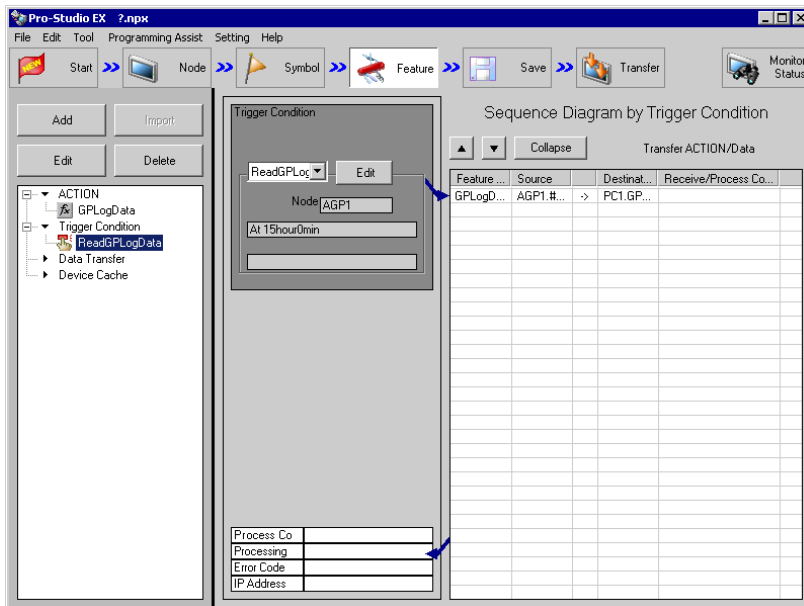 Pro-Studio EX ?.npx
File Edit Tool Programming Assist Setting Help
Start Node Symbol Feature Save Transfer Monitor Status
Add Import
Edit Delete
ACTION
GPLogData
Trigger Condition
ReadGPLogData
Data Transfer
Device Cache
Trigger Condition
ReadGPLog Edit
Node AGP1
At 15hour0min
Process Co
Processing
Error Code
IP Address
Sequence Diagram by Trigger Condition
Collapse Transfer ACTION/Data
Feature ... Source Destinat... Receive/Process Co...
GPLogD... AGP1.#... -> PC1.GP...